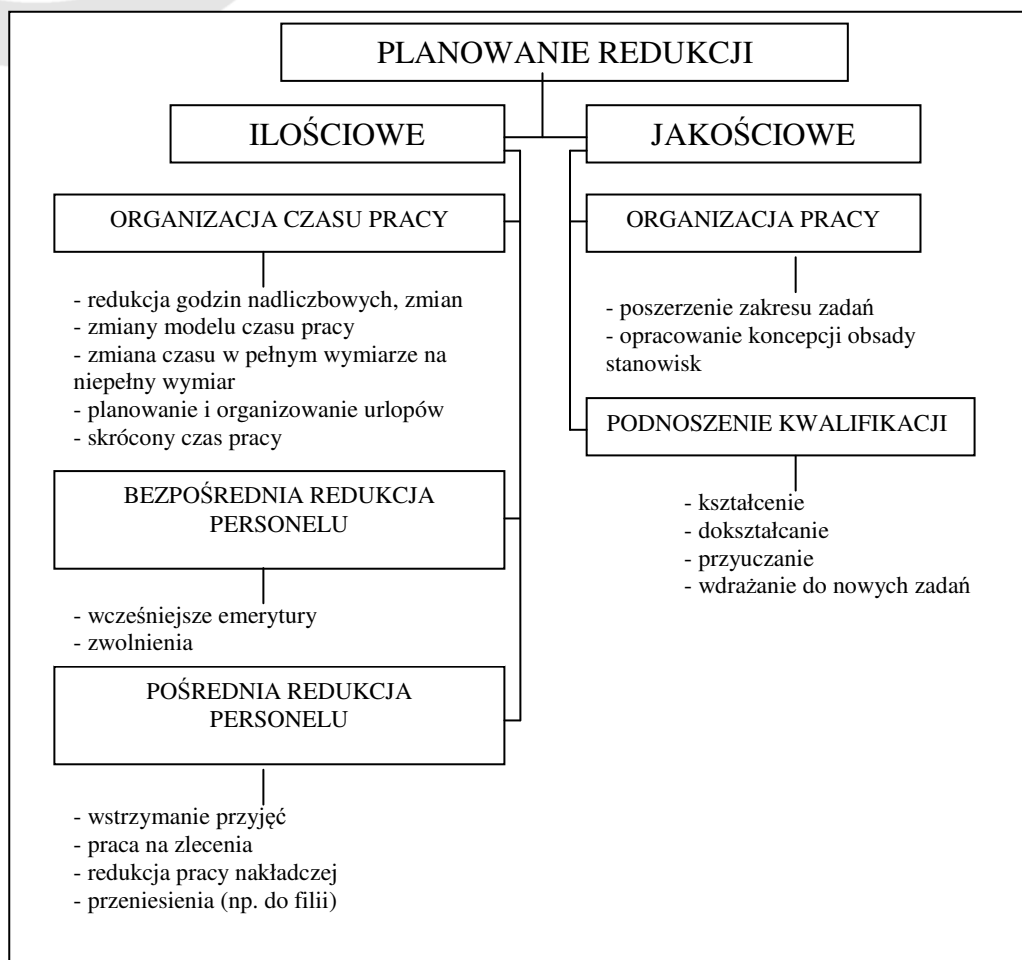 PLANOWANIE REDUKCJI
ILOŚCIOWE
JAKOŚCIOWE
ORGANIZACJA CZASU PRACY
- redukcja godzin nadliczbowych, zmian
- zmiany modelu czasu pracy
- zmiana czasu w pełnym wymiarze na
niepełny wymiar
- planowanie i organizowanie urlopów
- skrócony czas pracy
BEZPOŚREDNIA REDUKCJA
PERSONELU
- wcześniejsze emerytury
- zwolnienia
POŚREDNIA REDUKCJA
PERSONELU
- wstrzymanie przyjęć
- praca na zlecenia
- redukcja pracy nakładczej
- przeniesienia (np. do filii)
ORGANIZACJA PRACY
- poszerzenie zakresu zadań
- opracowanie koncepcji obsady
stanowisk
PODNOSZENIE KWALIFIKACJI
- kształcenie
- dokształcanie
- przyuczanie
- wdrażanie do nowych zadań